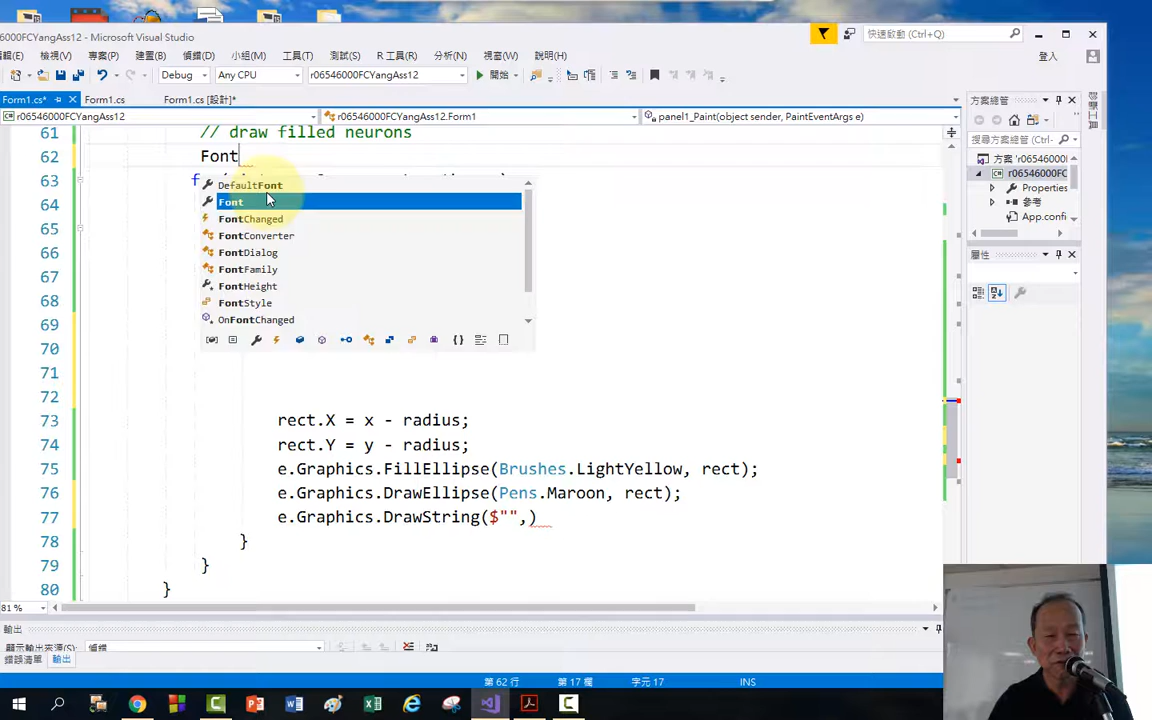 6000FCYangAss12 - Microsoft Visual Studio
快速啟動 (Ctrl+Q)
編輯(E) 檢視(V) 專案(P) 建置(B) 偵錯(D) 小組(M) 工具(T) 測試(S) R 工具(R) 分析(N) 視窗(W) 說明(H)
登入
Debug Any CPU r06546000FCYangAss12 開始
Form1.cs* Form1.cs Form1.cs [設計]*
方案總管
r06546000FCYangAss12 r06546000FCYangAss12.Form1 panel1_Paint(object sender, PaintEventArgs e)
61 // draw filled neurons
搜尋方案總管 (Ctrl
62 Font
方案 'r06546000FC
r06546000FC
Properties
參考
App.confi
63
DefaultFont
64 Font
65 FontChanged
FontConverter
66 FontDialog
屬性
67 FontFamily
68 FontHeight
FontStyle
69 OnFontChanged
70
71
72
73 rect.X = x - radius;
74 rect.Y = y - radius;
75 e.Graphics.FillEllipse(Brushes.LightYellow, rect);
76 e.Graphics.DrawEllipse(Pens.Maroon, rect);
77 e.Graphics.DrawString($"",)
78 }
79 }
80 }
81 %
輸出
顯示輸出來源(S): 偵錯
錯誤清單 輸出
第 62 行 第 17 欄 字元 17 INS